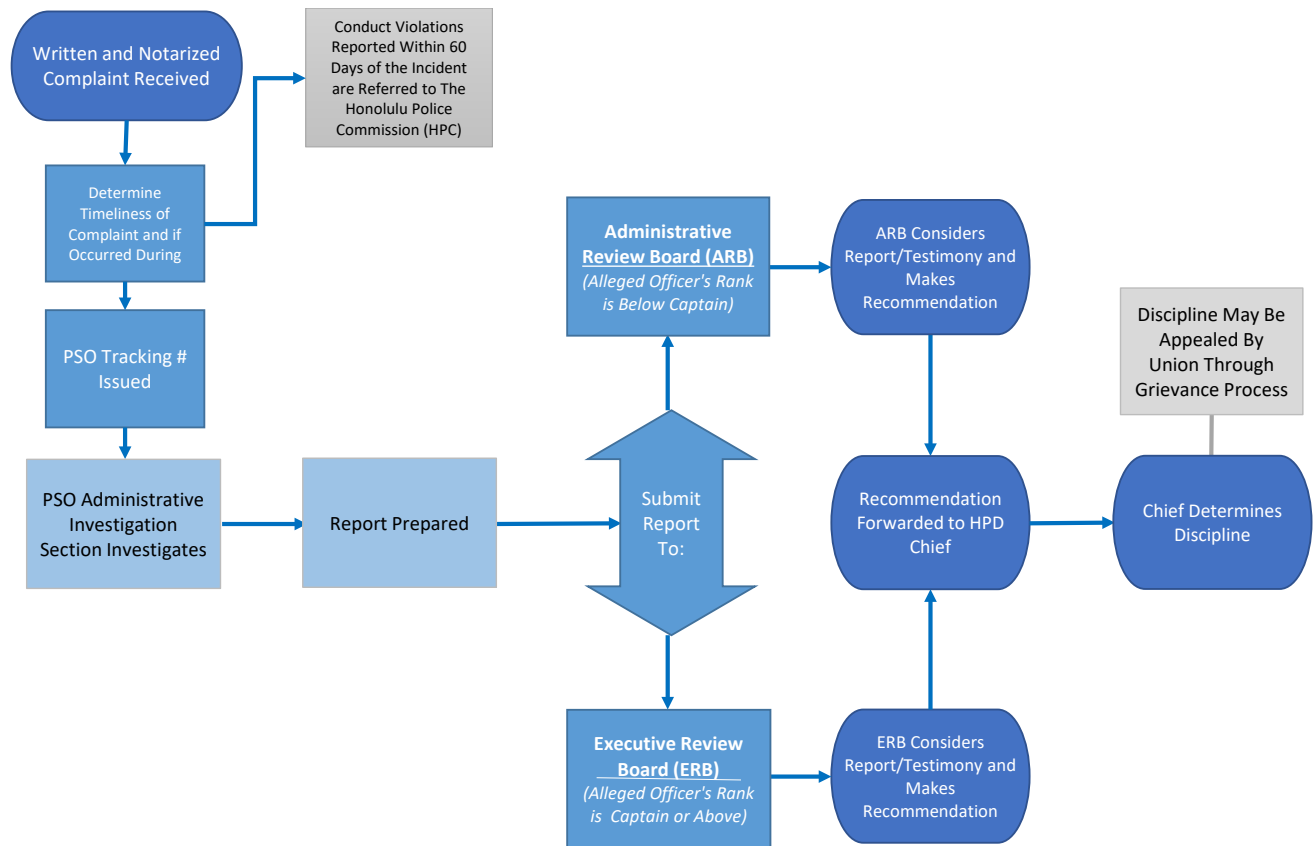 Written and Notarized
Complaint Received
Conduct Violations
Reported Within 60
Days of the Incident
are Referred to The
Honolulu Police
Commission (HPC)
Determine
Timeliness of
Complaint and if
Occurred During
PSO Tracking #
Issued
PSO Administrative
Investigation
Section Investigates
Report Prepared
Submit
Report
To:
Administrative
Review Board (ARB)
(Alleged Officer's Rank
is Below Captain)
ARB Considers
Report/Testimony and
Makes
Recommendation
Executive Review
Board (ERB)
(Alleged Officer's Rank
is Captain or Above)
ERB Considers
Report/Testimony and
Makes
Recommendation
Recommendation
Forwarded to HPD
Chief
Chief Determines
Discipline
Discipline May Be
Appealed By
Union Through
Grievance Process